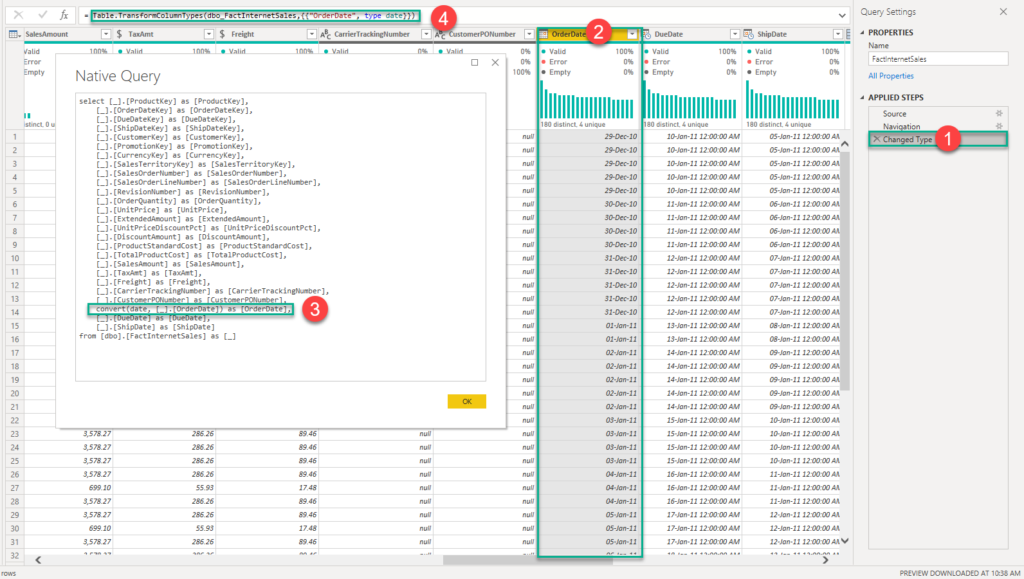 = Table.TransformColumnTypes(dbo_FactInternetSales,{{"OrderDate", type date}})
4
SalesAmount
$ TaxAmt
$ Freight
CarrierTrackingNumber
CustomerPONumber
OrderDate
2
DueDate
ShipDate
Valid 100%
Error 0%
Empty 0%
Valid 100%
Error 0%
Empty 0%
Valid 100%
Error 0%
Empty 0%
180 distinct, 4 unique
180 distinct, 4 unique
180 distinct, 4 unique
Native Query
select [_].[ProductKey] as [ProductKey],
[_].[OrderDateKey] as [OrderDateKey],
[_].[DueDateKey] as [DueDateKey],
[_].[ShipDateKey] as [ShipDateKey],
[_].[CustomerKey] as [CustomerKey],
[_].[PromotionKey] as [PromotionKey],
[_].[CurrencyKey] as [CurrencyKey],
[_].[SalesTerritoryKey] as [SalesTerritoryKey],
[_].[SalesOrderNumber] as [SalesOrderNumber],
[_].[SalesOrderLineNumber] as [SalesOrderLineNumber],
[_].[RevisionNumber] as [RevisionNumber],
[_].[OrderQuantity] as [OrderQuantity],
[_].[UnitPrice] as [UnitPrice],
[_].[ExtendedAmount] as [ExtendedAmount],
[_].[UnitPriceDiscountPct] as [UnitPriceDiscountPct],
[_].[DiscountAmount] as [DiscountAmount],
[_].[ProductStandardCost] as [ProductStandardCost],
[_].[TotalProductCost] as [TotalProductCost],
[_].[SalesAmount] as [SalesAmount],
[_].[TaxAmt] as [TaxAmt],
[_].[Freight] as [Freight],
[_].[CarrierTrackingNumber] as [CarrierTrackingNumber],
[_].[CustomerPONumber] as [CustomerPONumber],
convert(date, [_].[OrderDate]) as [OrderDate],
[_].[DueDate] as [DueDate],
[_].[ShipDate] as [ShipDate]
from [dbo].[FactInternetSales] as [_]
3
OK
1 null 29-Dec-10 10-Jan-11 12:00:00 AM 05-Jan-11 12:00:00 AM
2 null 29-Dec-10 10-Jan-11 12:00:00 AM 05-Jan-11 12:00:00 AM
3 null 29-Dec-10 10-Jan-11 12:00:00 AM 05-Jan-11 12:00:00 AM
4 null 29-Dec-10 10-Jan-11 12:00:00 AM 05-Jan-11 12:00:00 AM
5 null 29-Dec-10 10-Jan-11 12:00:00 AM 05-Jan-11 12:00:00 AM
6 null 30-Dec-10 11-Jan-11 12:00:00 AM 06-Jan-11 12:00:00 AM
7 null 30-Dec-10 11-Jan-11 12:00:00 AM 06-Jan-11 12:00:00 AM
8 null 30-Dec-10 11-Jan-11 12:00:00 AM 06-Jan-11 12:00:00 AM
9 null 30-Dec-10 11-Jan-11 12:00:00 AM 06-Jan-11 12:00:00 AM
10 null 31-Dec-10 12-Jan-11 12:00:00 AM 07-Jan-11 12:00:00 AM
11 null 31-Dec-10 12-Jan-11 12:00:00 AM 07-Jan-11 12:00:00 AM
12 null 31-Dec-10 12-Jan-11 12:00:00 AM 07-Jan-11 12:00:00 AM
13 null 31-Dec-10 12-Jan-11 12:00:00 AM 07-Jan-11 12:00:00 AM
14 null 31-Dec-10 12-Jan-11 12:00:00 AM 07-Jan-11 12:00:00 AM
15 null 01-Jan-11 13-Jan-11 12:00:00 AM 08-Jan-11 12:00:00 AM
16 null 01-Jan-11 13-Jan-11 12:00:00 AM 08-Jan-11 12:00:00 AM
17 null 02-Jan-11 14-Jan-11 12:00:00 AM 09-Jan-11 12:00:00 AM
18 null 02-Jan-11 14-Jan-11 12:00:00 AM 09-Jan-11 12:00:00 AM
19 null 02-Jan-11 14-Jan-11 12:00:00 AM 09-Jan-11 12:00:00 AM
20 null 02-Jan-11 14-Jan-11 12:00:00 AM 09-Jan-11 12:00:00 AM
21 null 02-Jan-11 14-Jan-11 12:00:00 AM 09-Jan-11 12:00:00 AM
22 null 03-Jan-11 15-Jan-11 12:00:00 AM 10-Jan-11 12:00:00 AM
23 3,578.27 286.26 89.46 null null 03-Jan-11 15-Jan-11 12:00:00 AM 10-Jan-11 12:00:00 AM
24 3,578.27 286.26 89.46 null null 03-Jan-11 15-Jan-11 12:00:00 AM 10-Jan-11 12:00:00 AM
25 3,578.27 286.26 89.46 null null 03-Jan-11 15-Jan-11 12:00:00 AM 10-Jan-11 12:00:00 AM
26 3,578.27 286.26 89.46 null null 04-Jan-11 16-Jan-11 12:00:00 AM 11-Jan-11 12:00:00 AM
27 699.10 55.93 17.48 null null 04-Jan-11 16-Jan-11 12:00:00 AM 11-Jan-11 12:00:00 AM
28 3,578.27 286.26 89.46 null null 04-Jan-11 16-Jan-11 12:00:00 AM 11-Jan-11 12:00:00 AM
29 3,578.27 286.26 89.46 null null 05-Jan-11 17-Jan-11 12:00:00 AM 12-Jan-11 12:00:00 AM
30 699.10 55.93 17.48 null null 05-Jan-11 17-Jan-11 12:00:00 AM 12-Jan-11 12:00:00 AM
31 3,578.27 286.26 89.46 null null 05-Jan-11 17-Jan-11 12:00:00 AM 12-Jan-11 12:00:00 AM
32
rows
Query Settings
PROPERTIES
Name
FactInternetSales
All Properties
APPLIED STEPS
Source
Navigation
Changed Type
1
PREVIEW DOWNLOADED AT 10:38 AM